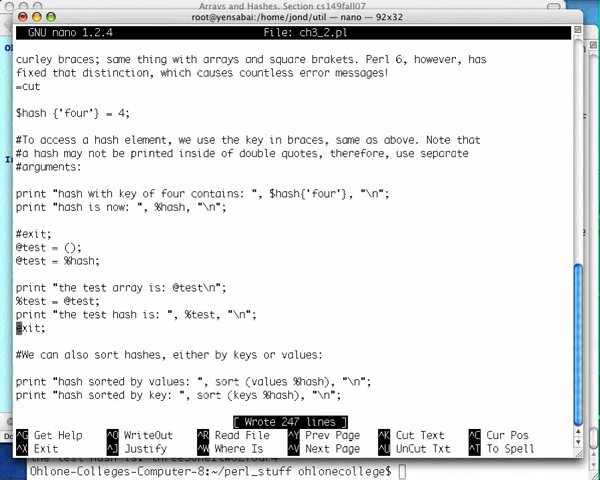 Arrays and Hashes, Section cs149fall07
root@yensabai:/home/jond/util — nano — 92x32
GNU nano 1.2.4 File: ch3_2.pl
curley braces; same thing with arrays and square brakets. Perl 6, however, has
fixed that distinction, which causes countless error messages!
=cut
$hash {'four'} = 4;
#To access a hash element, we use the key in braces, same as above. Note that
#a hash may not be printed inside of double quotes, therefore, use separate
#arguments:
print "hash with key of four contains: ", $hash{'four'}, "\n";
print "hash is now: ", %hash, "\n";
#exit;
@test = ();
@test = %hash;
print "the test array is: @test\n";
%test = @test;
print "the test hash is: ", %test, "\n";
exit;
#We can also sort hashes, either by keys or values:
print "hash sorted by values: ", sort (values %hash), "\n";
print "hash sorted by key: ", sort (keys %hash), "\n";
[ Wrote 247 lines ]
^G Get Help ^O WriteOut ^R Read File ^Y Prev Page ^K Cut Text ^C Cur Pos
^X Exit ^J Justify ^W Where Is ^V Next Page ^U UnCut Txt ^T To Spell
Ohlone-Colleges-Computer-8:~/perl_stuff ohlonecollege$